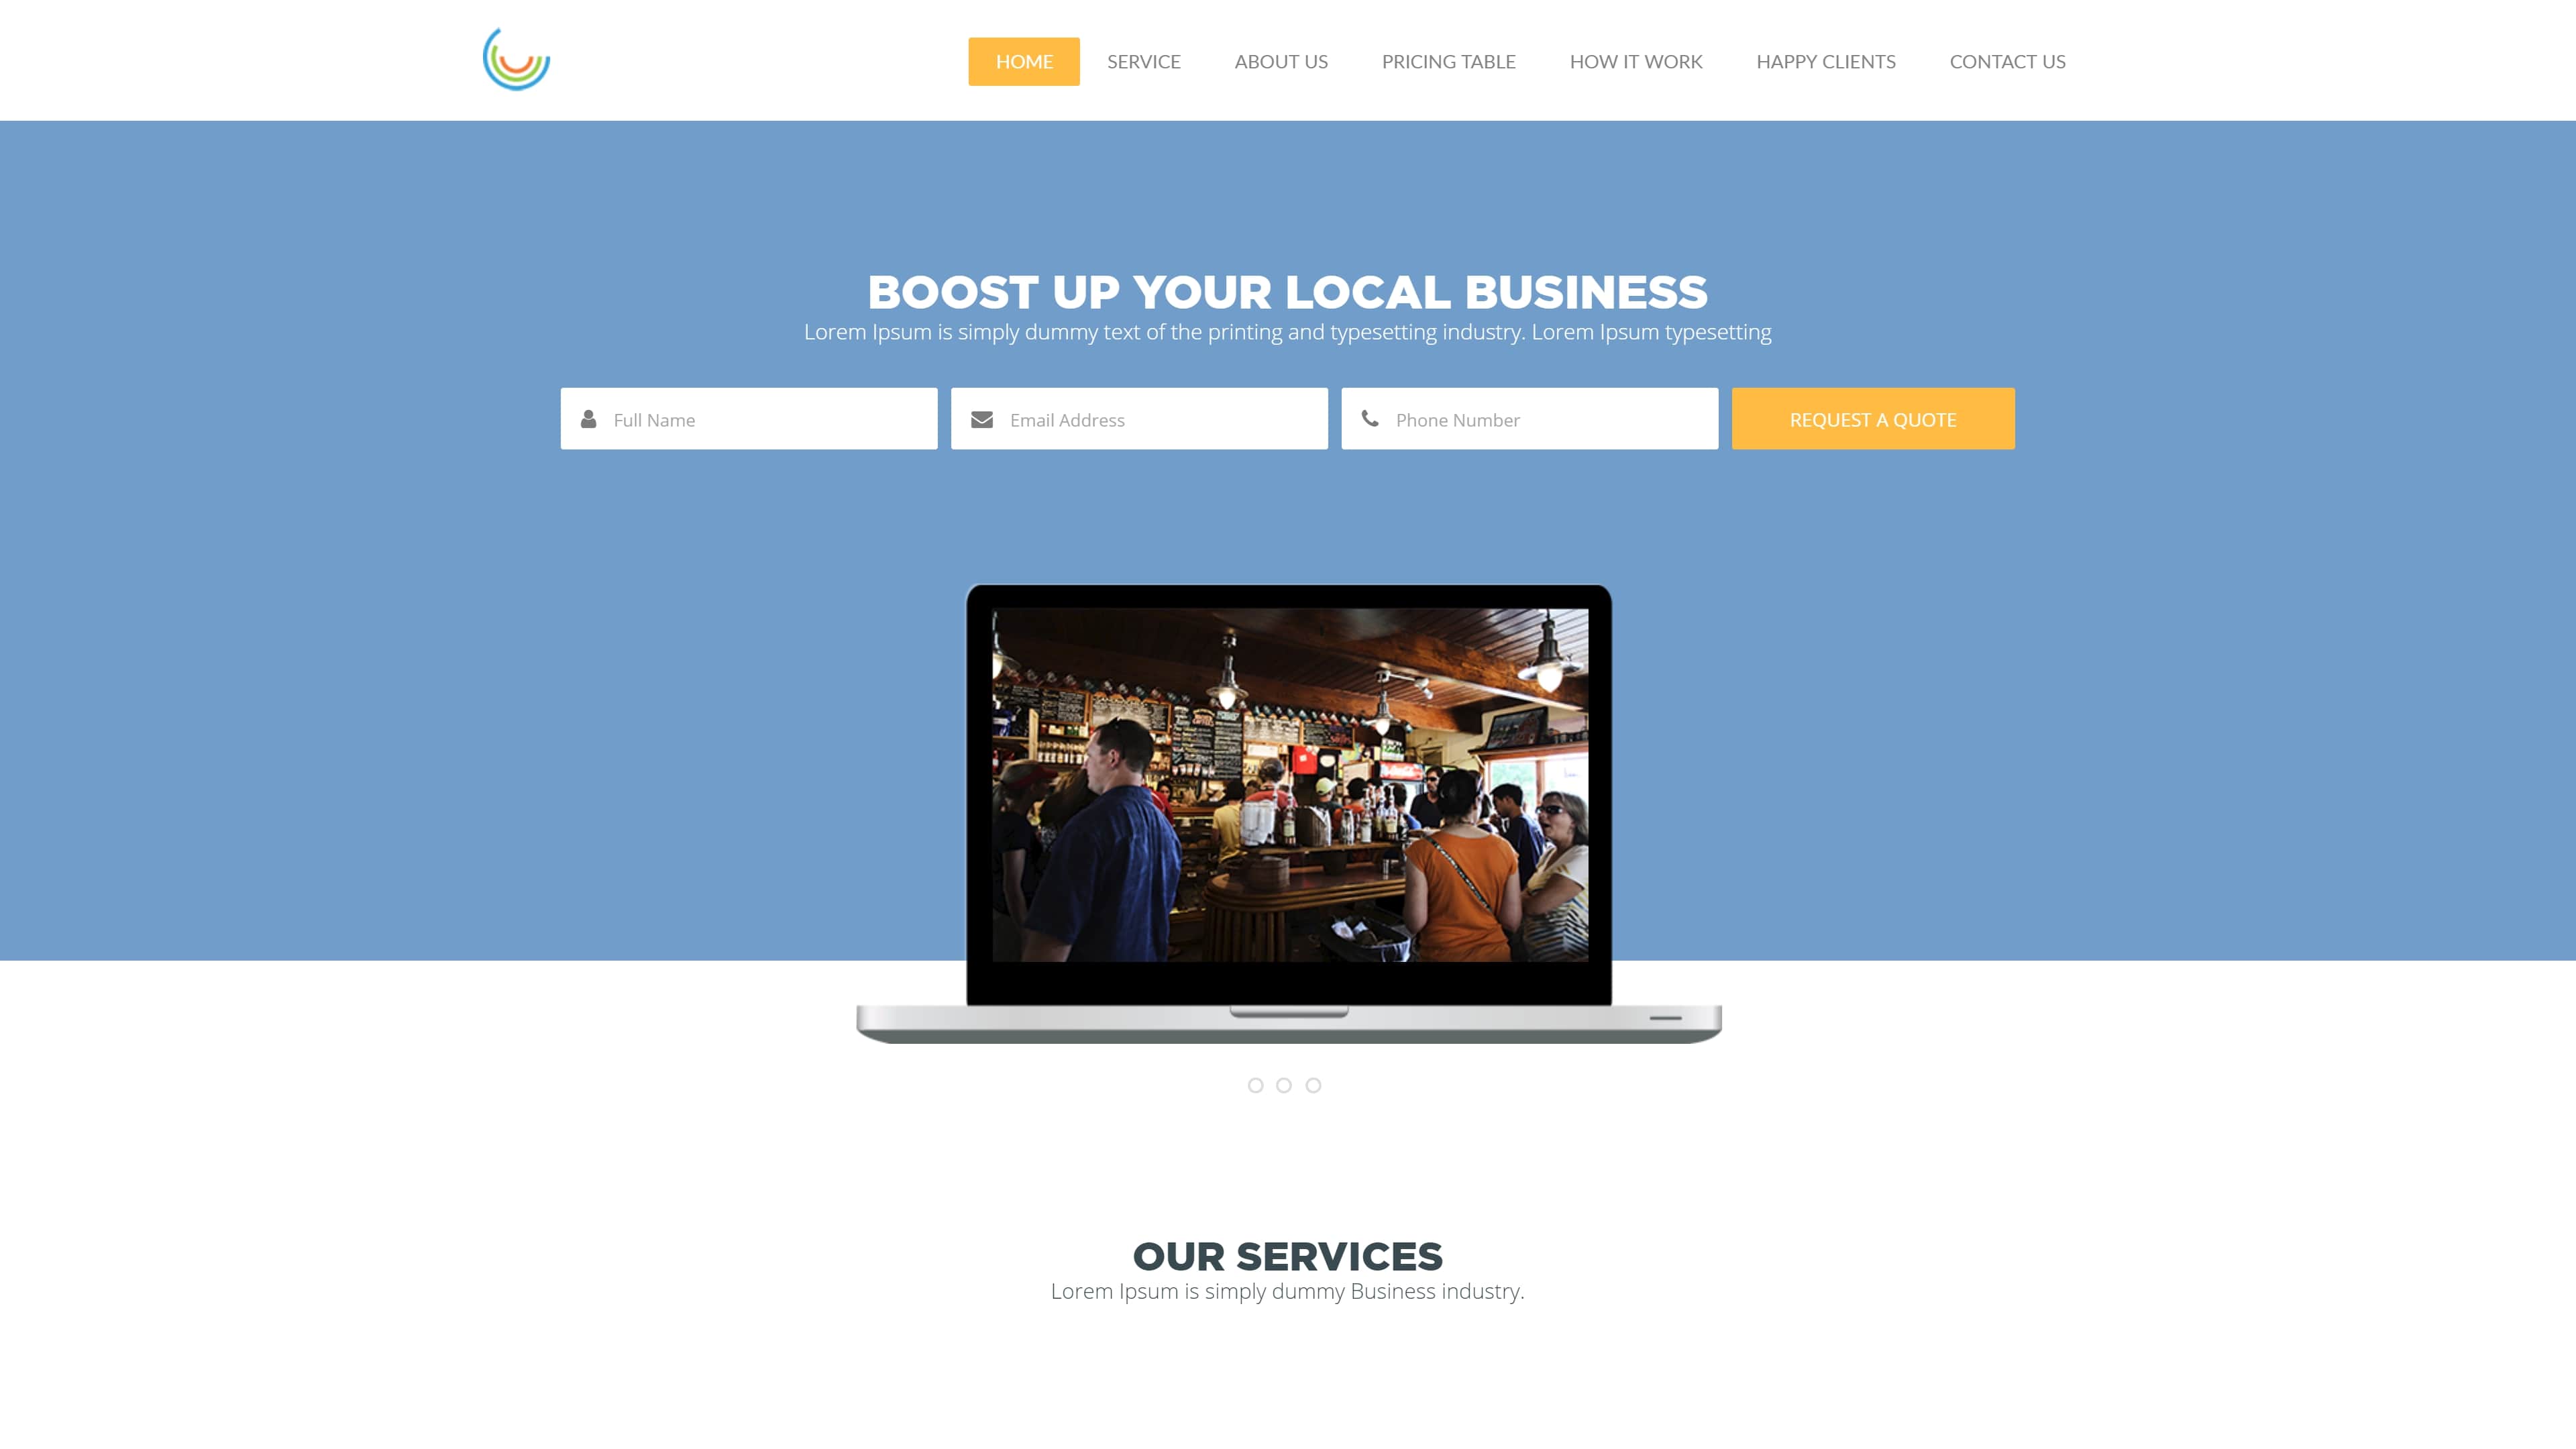 HOME SERVICE ABOUT US PRICING TABLE HOW IT WORK HAPPY CLIENTS CONTACT US
BOOST UP YOUR LOCAL BUSINESS
Lorem Ipsum is simply dummy text of the printing and typesetting industry. Lorem Ipsum typesetting
Full Name Email Address Phone Number REQUEST A QUOTE
OUR SERVICES
Lorem Ipsum is simply dummy Business industry.